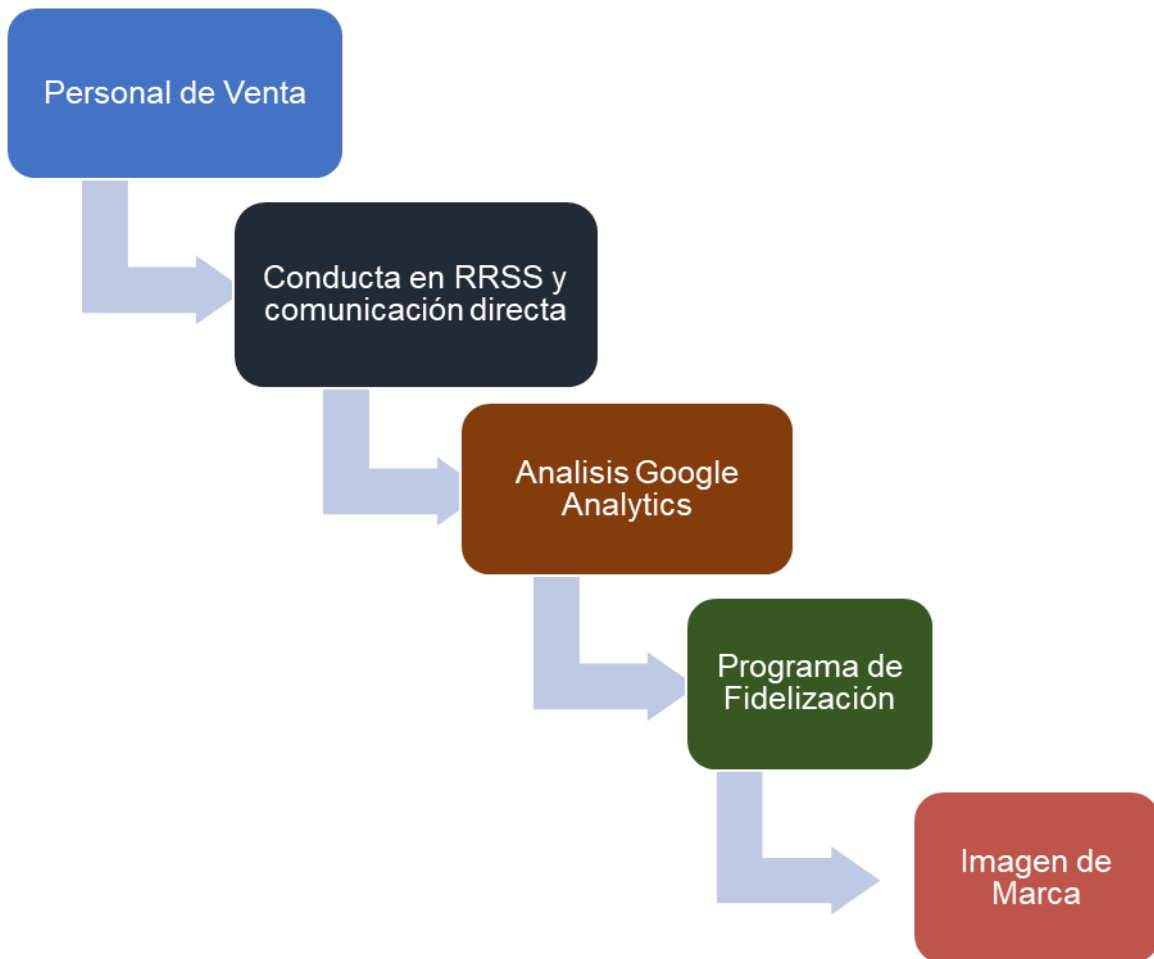 Personal de Venta
Conducta en RRSS y
comunicación directa
Analisis Google
Analytics
Programa de
Fidelización
Imagen de
Marca